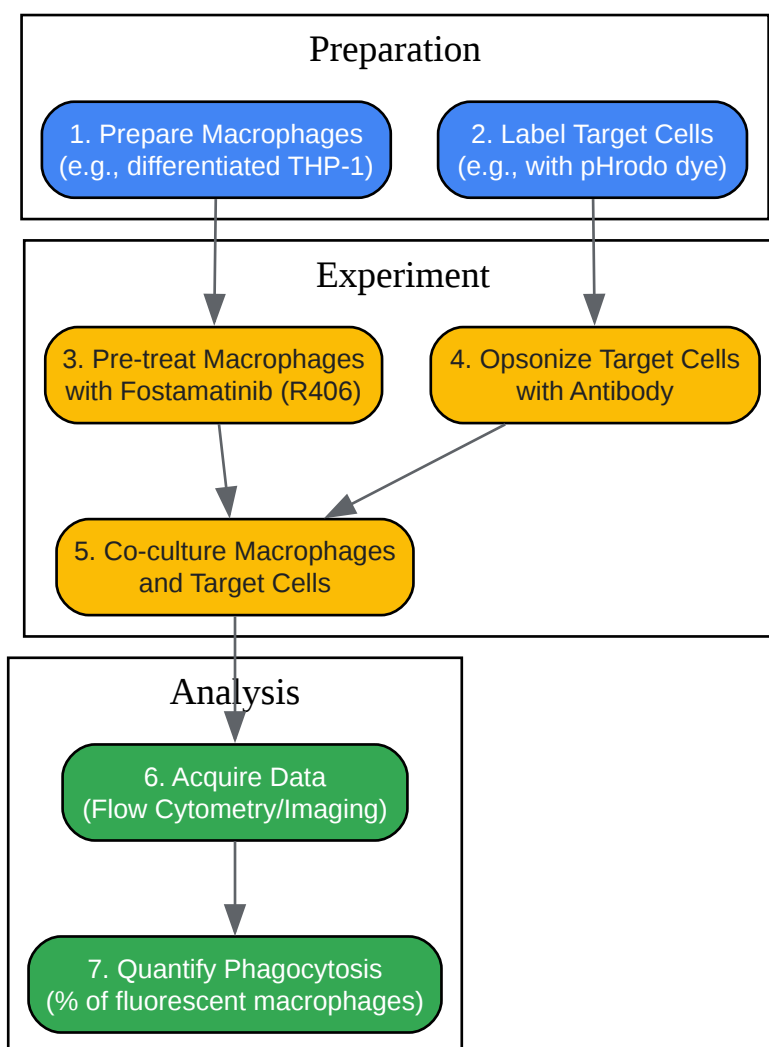 Preparation
1. Prepare Macrophages
(e.g., differentiated THP-1)
2. Label Target Cells
(e.g., with pHrodo dye)
Experiment
3. Pre-treat Macrophages
with Fostamatinib (R406)
4. Opsonize Target Cells
with Antibody
5. Co-culture Macrophages
and Target Cells
Analysis
6. Acquire Data
(Flow Cytometry/Imaging)
7. Quantify Phagocytosis
(% of fluorescent macrophages)